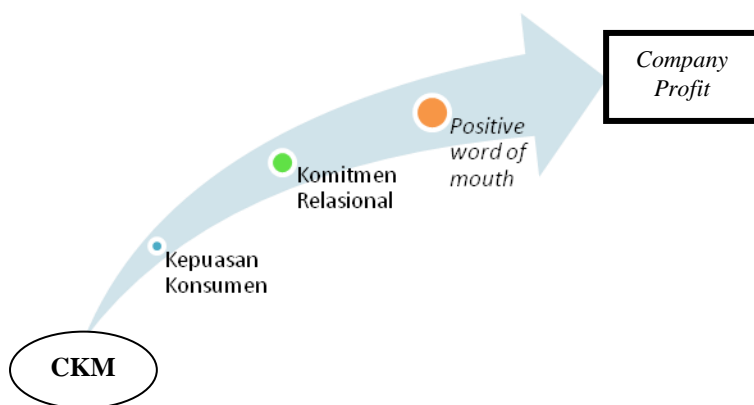 Company
Profit
Positive
word of
mouth
Komitmen
Relasional
Kepuasan
Konsumen
CKM